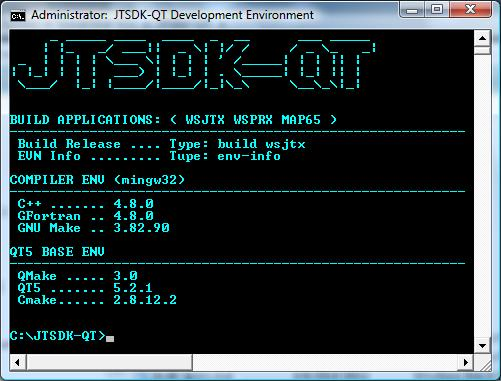 Administrator: JTSDK-QT Development Environment
JTSDK-QT
BUILD APPLICATIONS: ( WSJTX WSPRX MAP65 )
Build Release .... Type: build wsjtx
EVN Info ......... Tupe: env-info
COMPILER ENV (mingw32)
C++ ....... 4.8.0
GFortran .. 4.8.0
GNU Make .. 3.82.90
QT5 BASE ENV
QMake ..... 3.0
QT5 ....... 5.2.1
Cmake...... 2.8.12.2
C:\JTSDK-QT>